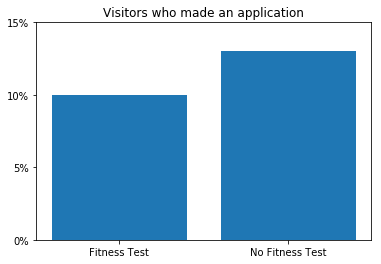 Visitors who made an application
15%
10%
5%
0%
Fitness Test
No Fitness Test